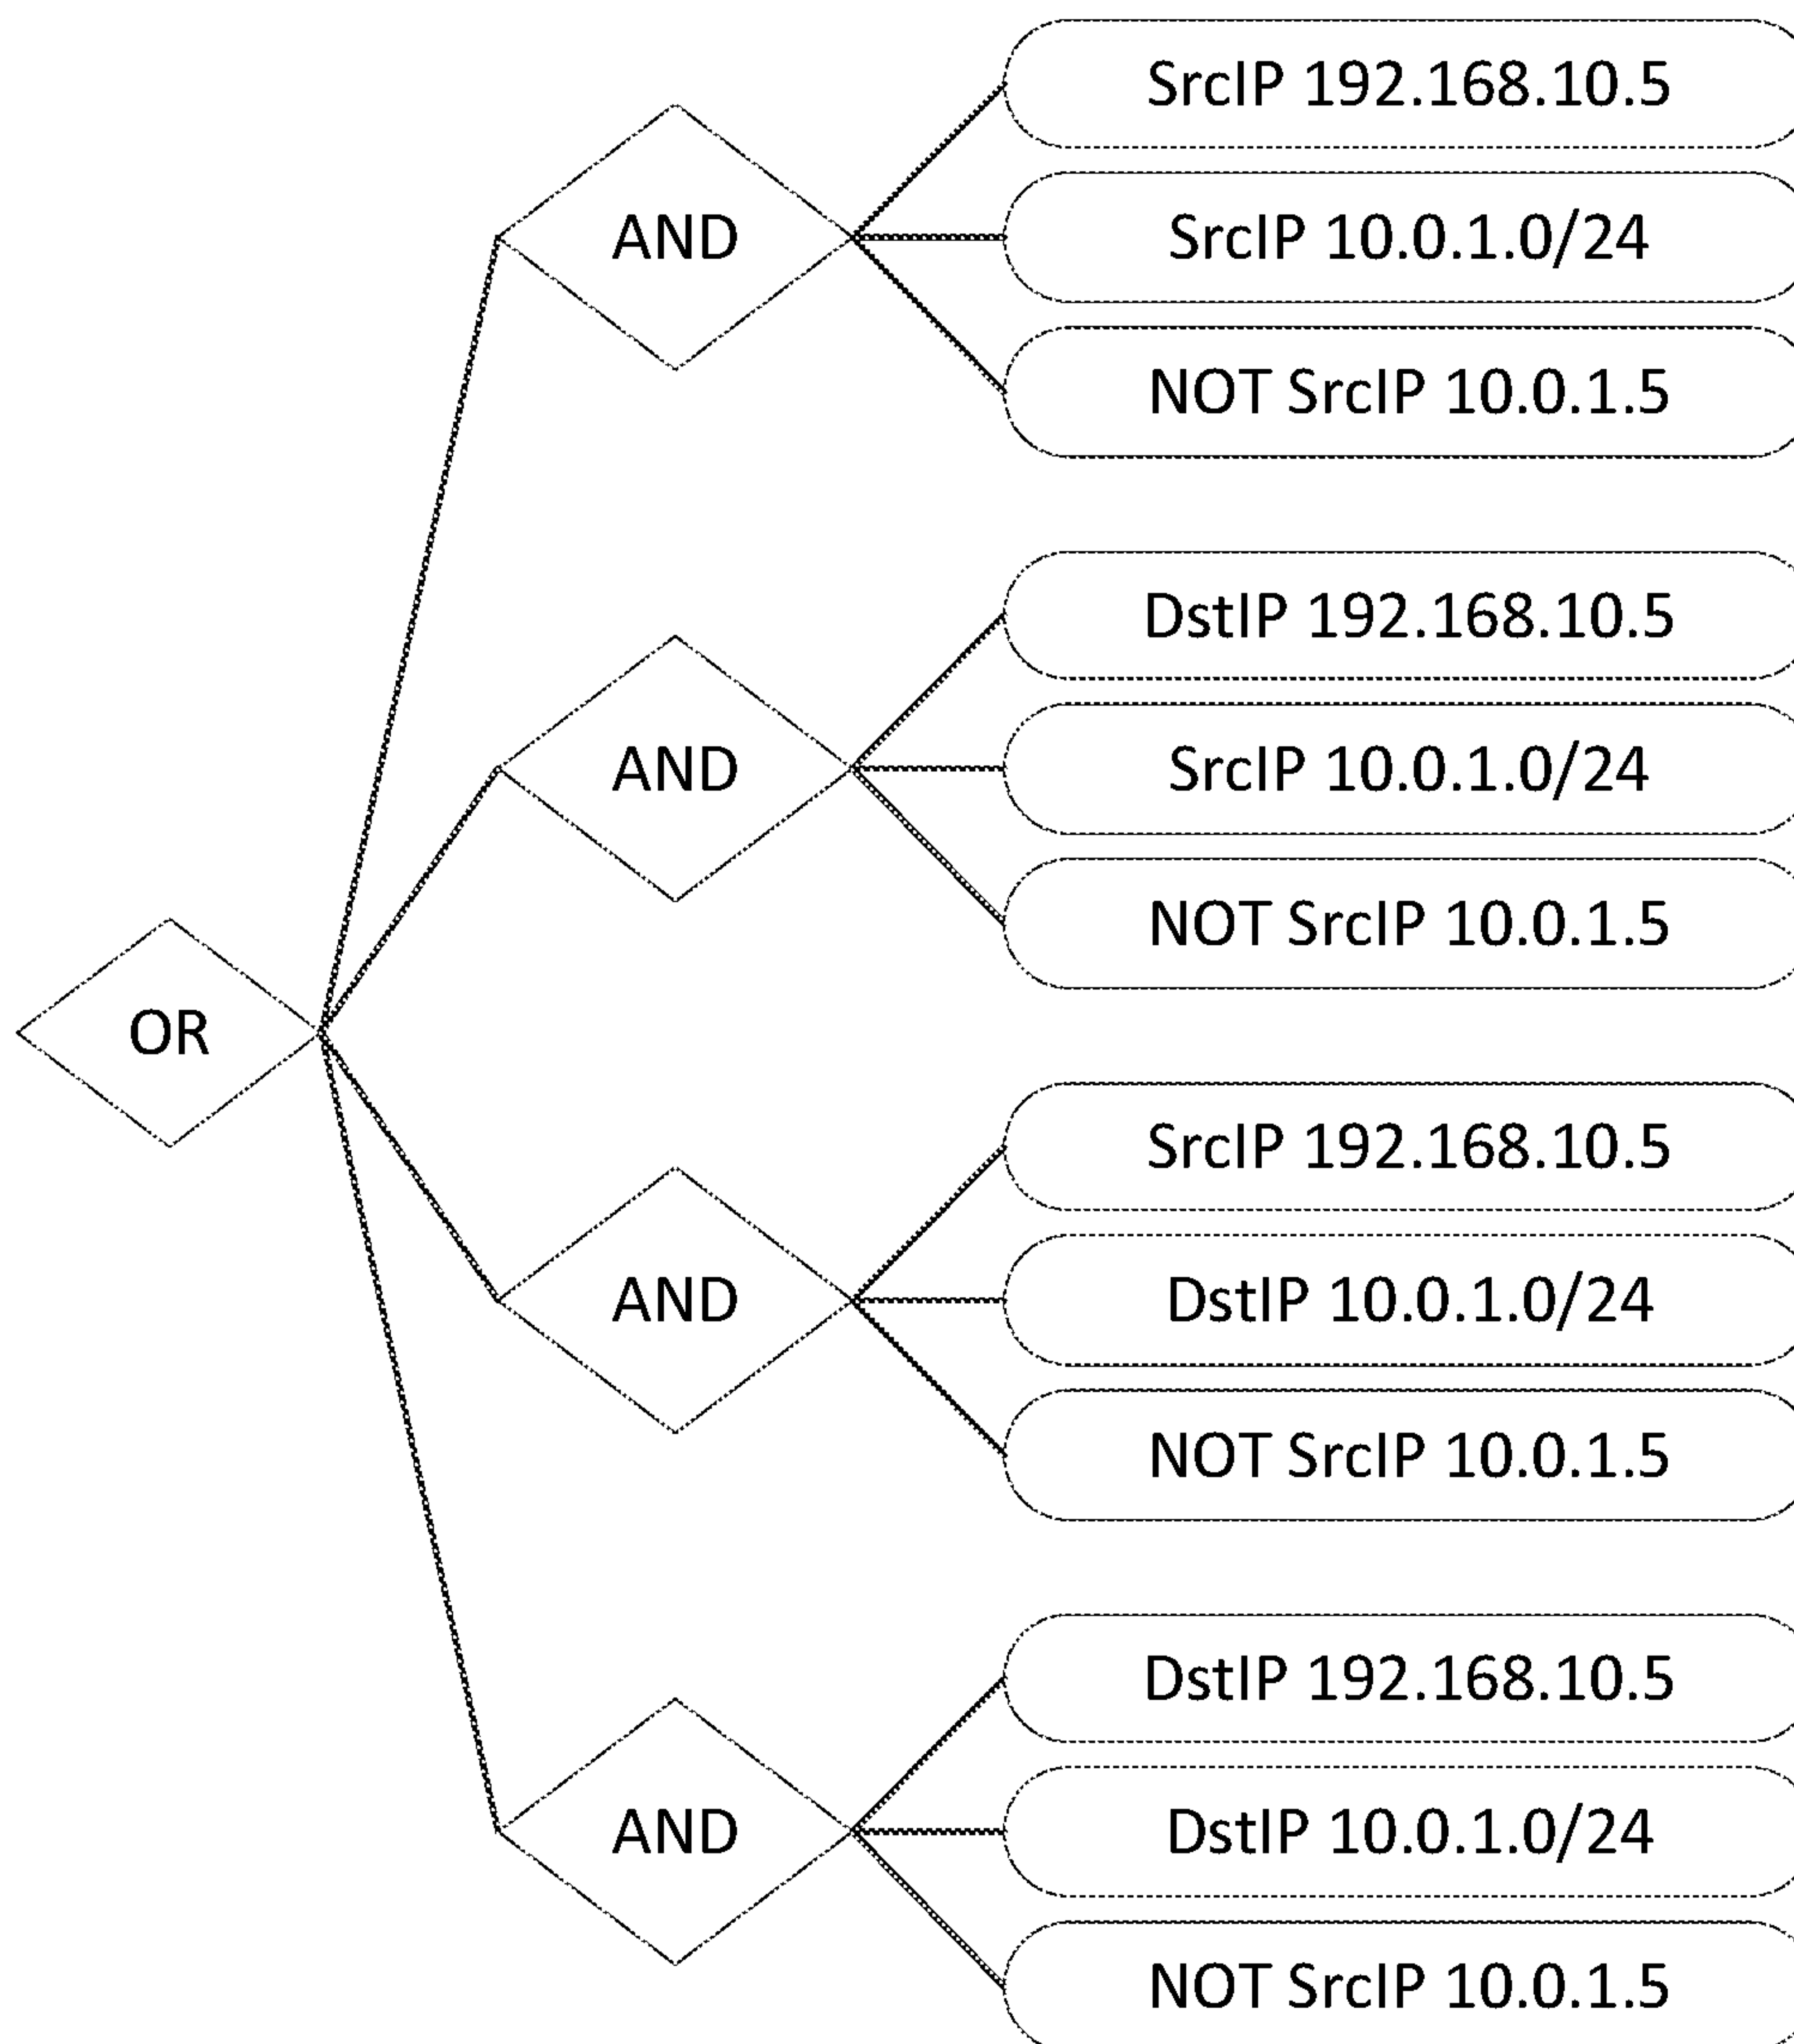 SrcIP 192.168.10.5
AND
SrcIP 10.0.1.0/24
NOT SrcIP 10.0.1.5
DstIP 192.168.10.5
AND
SrcIP 10.0.1.0/24
NOT SrcIP 10.0.1.5
OR
SrcIP 192.168.10.5
AND
DstIP 10.0.1.0/24
NOT SrcIP 10.0.1.5
DstIP 192.168.10.5
AND
DstIP 10.0.1.0/24
NOT SrcIP 10.0.1.5